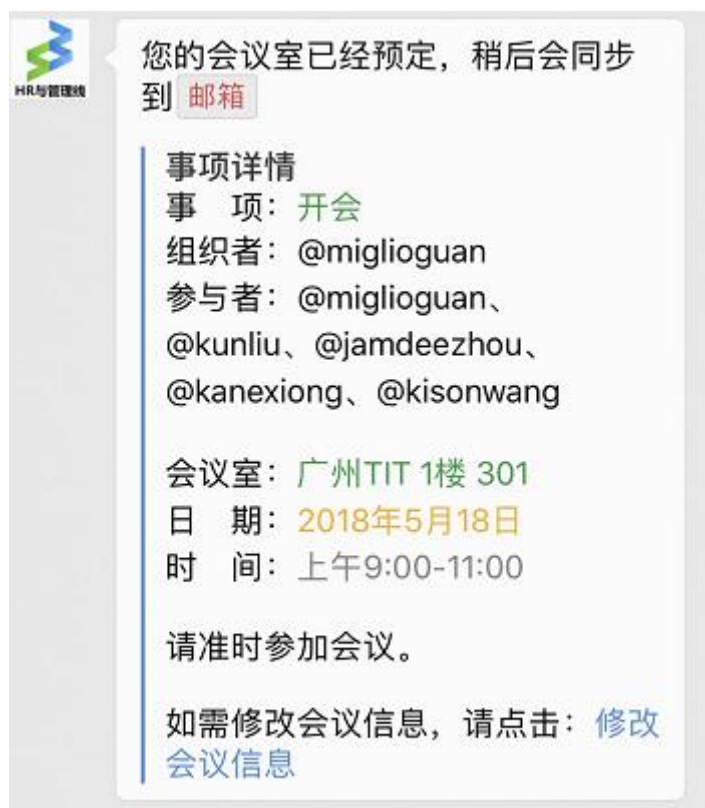 HR与管理线
您的会议室已经预定，稍后会同步
到 邮箱
事项详情
事　项：开会
组织者：@miglioguan
参与者：@miglioguan、
@kunliu、@jamdeezhou、
@kanexiong、@kisonwang
会议室：广州TIT 1楼 301
日　期：2018年5月18日
时　间：上午9:00-11:00
请准时参加会议。
如需修改会议信息，请点击：修改
会议信息